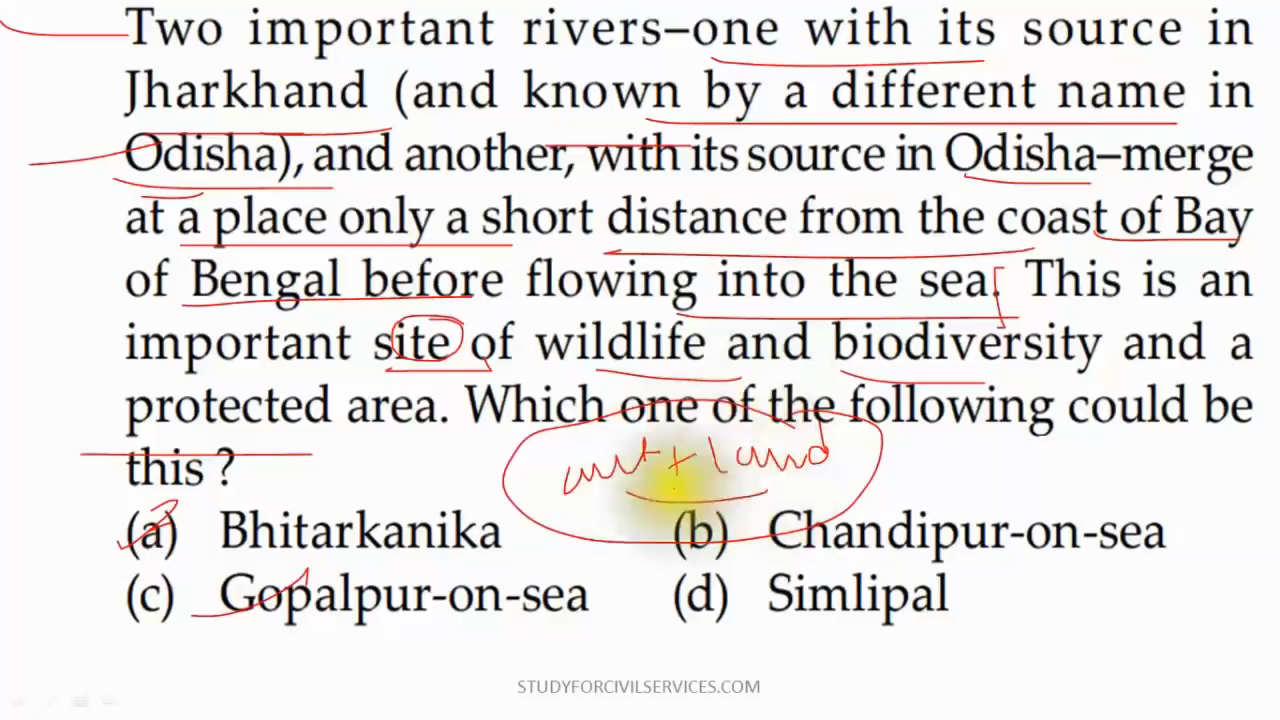 Two important rivers–one with its source in
Jharkhand (and known by a different name in
Odisha), and another, with its source in Odisha–merge
at a place only a short distance from the coast of Bay
of Bengal before flowing into the sea. This is an
important site of wildlife and biodiversity and a
protected area. Which one of the following could be
this ?
(a) Bhitarkanika (b) Chandipur-on-sea
(c) Gopalpur-on-sea (d) Simlipal
STUDYFORCIVILSERVICES.COM